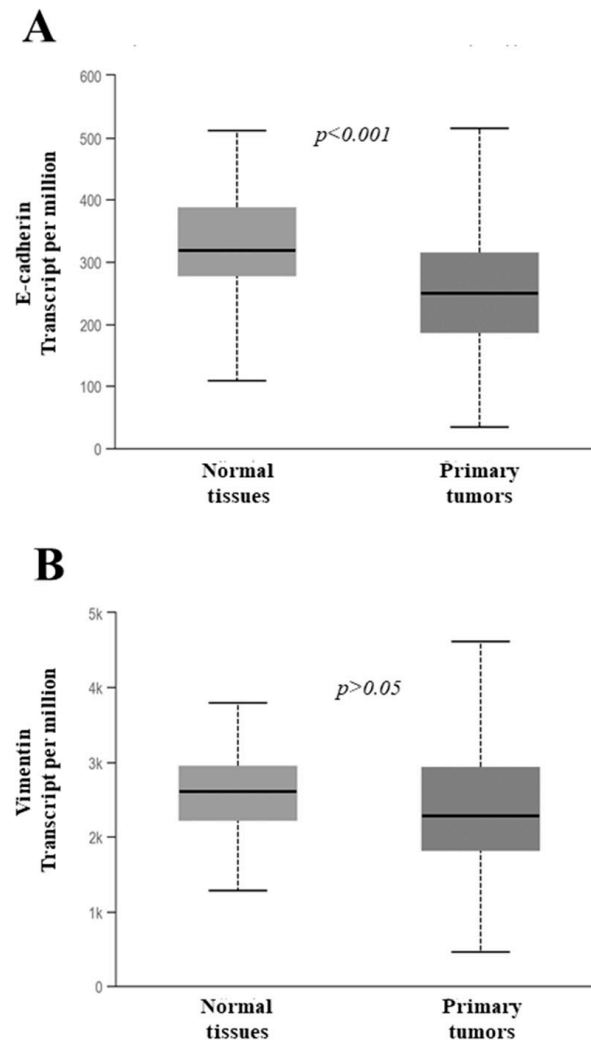 A
E-cadherin
Transcript per million
600
500
400
300
200
100
0
p<0.001
Normal
tissues
Primary
tumors
B
Vimentin
Transcript per million
5k
4k
3k
2k
1k
0
p>0.05
Normal
tissues
Primary
tumors